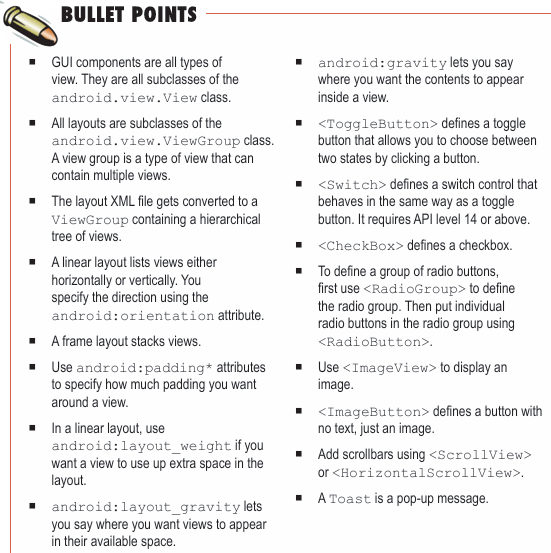 BULLET POINTS
■ GUI components are all types of
view. They are all subclasses of the
android.view.View class.
■ All layouts are subclasses of the
android.view.ViewGroup class.
A view group is a type of view that can
contain multiple views.
■ The layout XML file gets converted to a
ViewGroup containing a hierarchical
tree of views.
■ A linear layout lists views either
horizontally or vertically. You
specify the direction using the
android:orientation attribute.
■ A frame layout stacks views.
■ Use android:padding* attributes
to specify how much padding you want
around a view.
■ In a linear layout, use
android:layout_weight if you
want a view to use up extra space in the
layout.
■ android:layout_gravity lets
you say where you want views to appear
in their available space.
■ android:gravity lets you say
where you want the contents to appear
inside a view.
■ <ToggleButton> defines a toggle
button that allows you to choose between
two states by clicking a button.
■ <Switch> defines a switch control that
behaves in the same way as a toggle
button. It requires API level 14 or above.
■ <CheckBox> defines a checkbox.
■ To define a group of radio buttons,
first use <RadioGroup> to define
the radio group. Then put individual
radio buttons in the radio group using
<RadioButton>.
■ Use <ImageView> to display an
image.
■ <ImageButton> defines a button with
no text, just an image.
■ Add scrollbars using <ScrollView>
or <HorizontalScrollView>.
■ A Toast is a pop-up message.